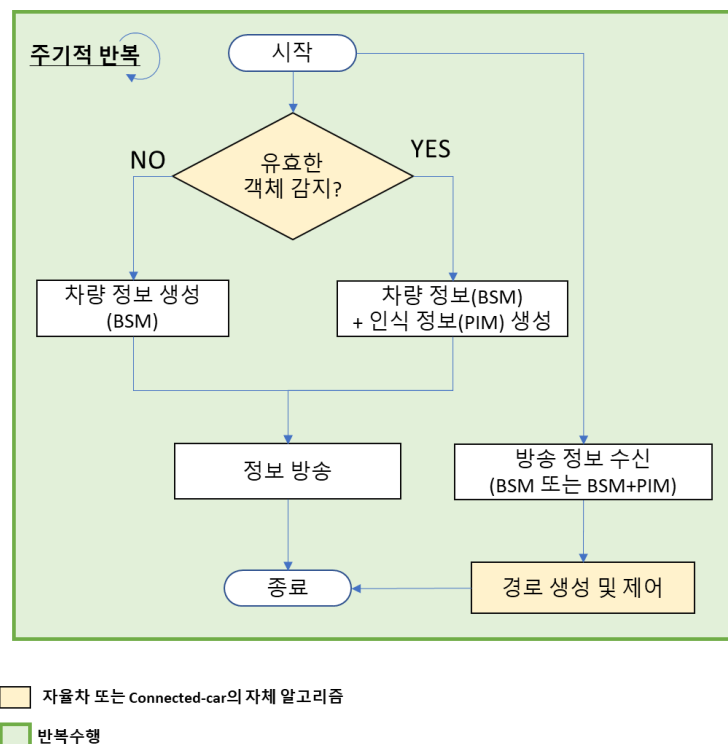 주기적 반복
시작
유효한
객체 감지?
NO
YES
차량 정보 생성
(BSM)
차량 정보(BSM)
+ 인식 정보(PIM) 생성
정보 방송
방송 정보 수신
(BSM 또는 BSM+PIM)
종료
경로 생성 및 제어
자율차 또는 Connected-car의 자체 알고리즘
반복수행